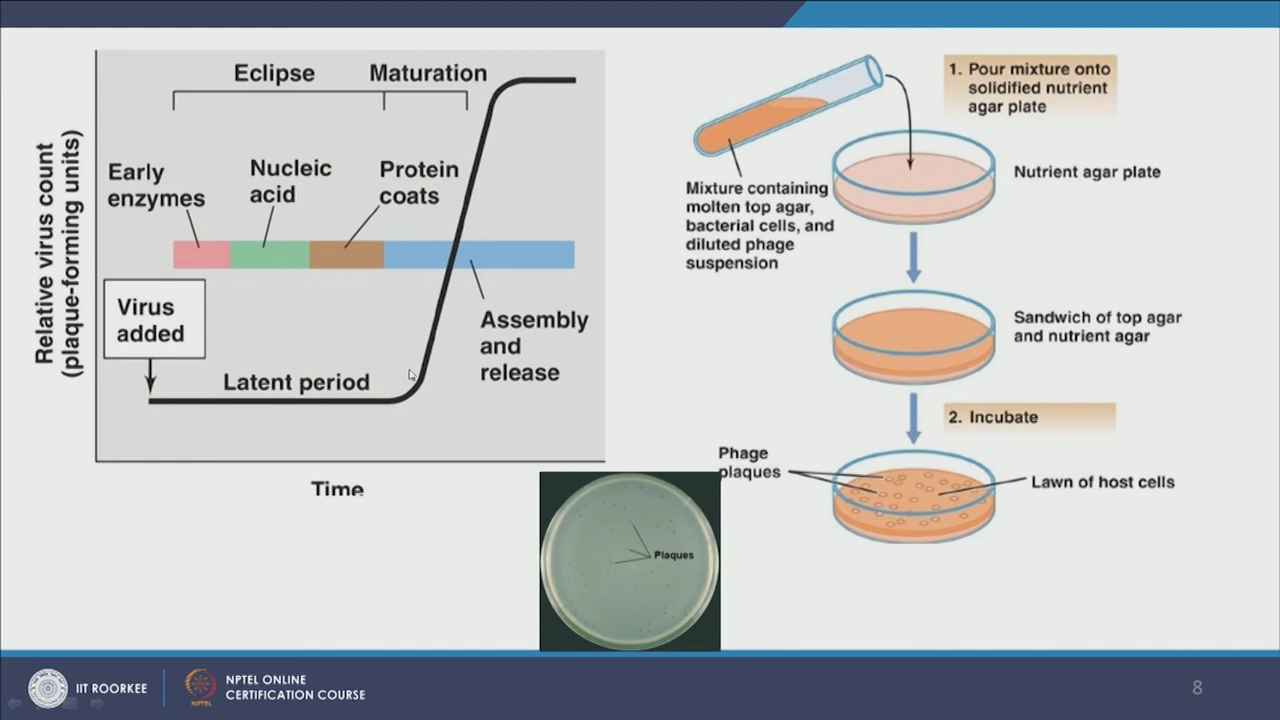 Eclipse
Maturation
Early
enzymes
Nucleic
acid
Protein
coats
Virus
added
Latent period
Assembly
and
release
Relative virus count
(plaque-forming units)
Time
1. Pour mixture onto
solidified nutrient
agar plate
Mixture containing
molten top agar,
bacterial cells, and
diluted phage
suspension
Nutrient agar plate
Sandwich of top agar
and nutrient agar
2. Incubate
Phage
plaques
Lawn of host cells
Plaques
IIT ROORKEE
NPTEL
NPTEL ONLINE
CERTIFICATION COURSE
8